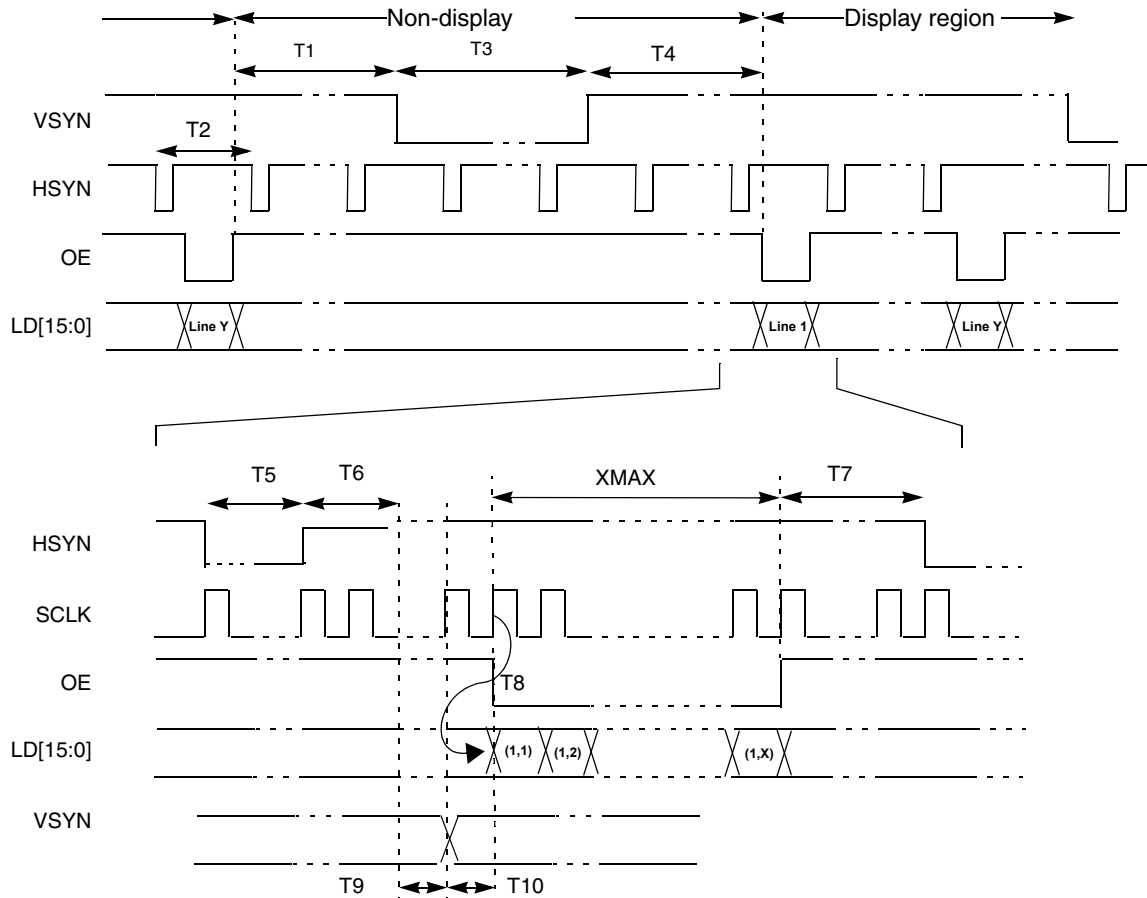 Non-display
Display region
T1
T3
T4
VSYN
T2
HSYN
OE
LD[15:0]
Line Y
Line 1
Line Y
T5
T6
XMAX
T7
HSYN
SCLK
OE
T8
LD[15:0]
(1,1)
(1,2)
(1,X)
VSYN
T9
T10